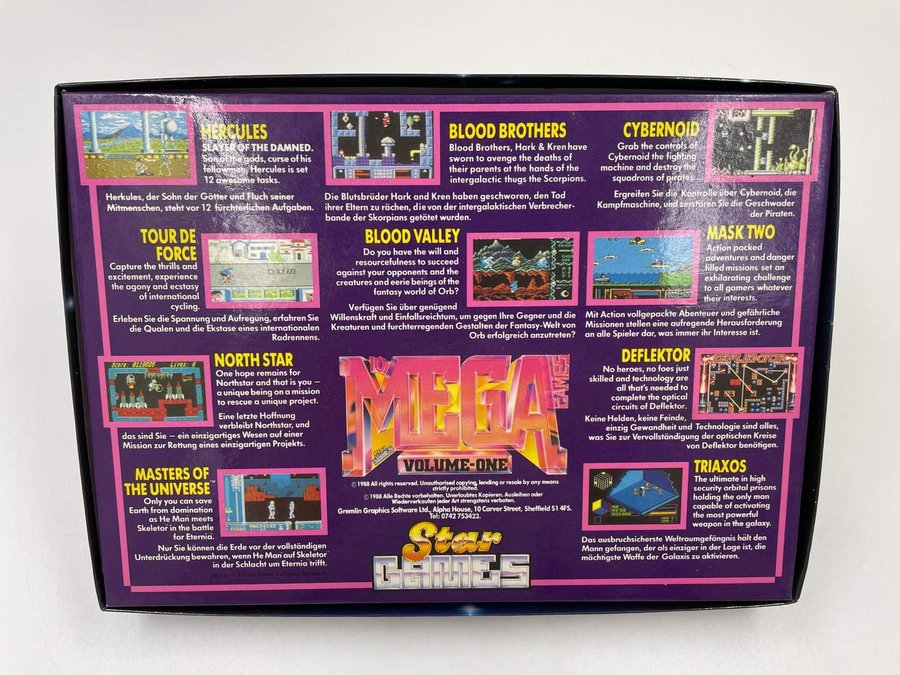 HERCULES
SLAYER OF THE DAMNED.
Son of the gods, curse of his
fellowmen, Hercules is set
12 awesome tasks.
Herkules, der Sohn der Götter und Fluch seiner
Mitmenschen, steht vor 12 fürchterlichen Aufgaben.
BLOOD BROTHERS
Blood Brothers, Hark & Kren have
sworn to avenge the deaths of
their parents at the hands of the
intergalactic thugs the Scorpions.
Die Blutsbrüder Hark and Kren haben geschworen, den Tod
ihrer Eltern zu rächen, die von der intergalaktischen Verbrecher-
bande der Skorpians getötet wurden.
CYBERNOID
Grab the controls of
Cybernoid the fighting
machine and destroy the
squadrons of pirates.
Ergreifen Sie die Kontrolle über Cybernoid, die
Kampfmaschine, und zerstören Sie die Geschwader
der Piraten.
TOUR DE
FORCE
Capture the thrills and
excitement, experience
the agony and ecstasy
of international
cycling.
Erleben Sie die Spannung und Aufregung, erfahren Sie
die Qualen und die Ekstase eines internationalen
Radrennens.
BLOOD VALLEY
Do you have the will and
resourcefulness to succeed
against your opponents and the
creatures and eerie beings of the
fantasy world of Orb?
Verfügen Sie über genügend
Willenskraft und Einfallsreichtum, um gegen Ihre Gegner und die
Kreaturen und furchterregenden Gestalten der Fantasy-Welt von
Orb erfolgreich anzutreten?
MASK TWO
Action packed
adventures and danger
filled missions set an
exhilarating challenge
to all gamers whatever
their interests.
Mit Action vollgepackte Abenteuer und gefährliche
Missionen stellen eine aufregende Herausforderung
an alle Spieler dar, was immer ihr Interesse ist.
Score: 0110525 Lives: 6
NORTH STAR
One hope remains for
Northstar and that is you –
a unique being on a mission
to rescue a unique project.
Eine letzte Hoffnung
verbleibt Northstar, und
das sind Sie – ein einzigartiges Wesen auf einer
Mission zur Rettung eines einzigartigen Projekts.
10
MEGA
GAMES
VOLUME-ONE
© 1988 All rights reserved. Unauthorised copying, lending or resale by any means
strictly prohibited.
© 1988 Alle Rechte vorbehalten. Unerlaubtes Kopieren. Ausleihen oder
Wiederverkaufen jeder Art strengstens verboten.
Gremlin Graphics Software Ltd., Alpha House, 10 Carver Street, Sheffield S1 4FS.
Tel: 0742 753423.
Star
GAMES
DEFLEKTOR
No heroes, no foes just
skilled and technology are
all that's needed to
complete the optical
circuits of Deflektor.
Keine Helden, keine Feinde,
einzig Gewandheit und Technologie sind alles,
was Sie zur Vervollständigung der optischen Kreise
von Deflektor benötigen.
DEFLEKTOR
MASTERS OF
THE UNIVERSE™
Only you can save
Earth from domination
as He Man meets
Skeletor in the battle
for Eternia.
Nur Sie können die Erde vor der vollständigen
Unterdrückung bewahren, wenn He Man auf Skeletor
in der Schlacht um Eternia trifft.
TRIAXOS
The ultimate in high
security orbital prisons
holding the only man
capable of activating
the most powerful
weapon in the galaxy.
Das ausbruchsicherste Weltraumgefängnis hält den
Mann gefangen, der als einziger in der Lage ist, die
mächtigste Waffe der Galaxis zu aktivieren.